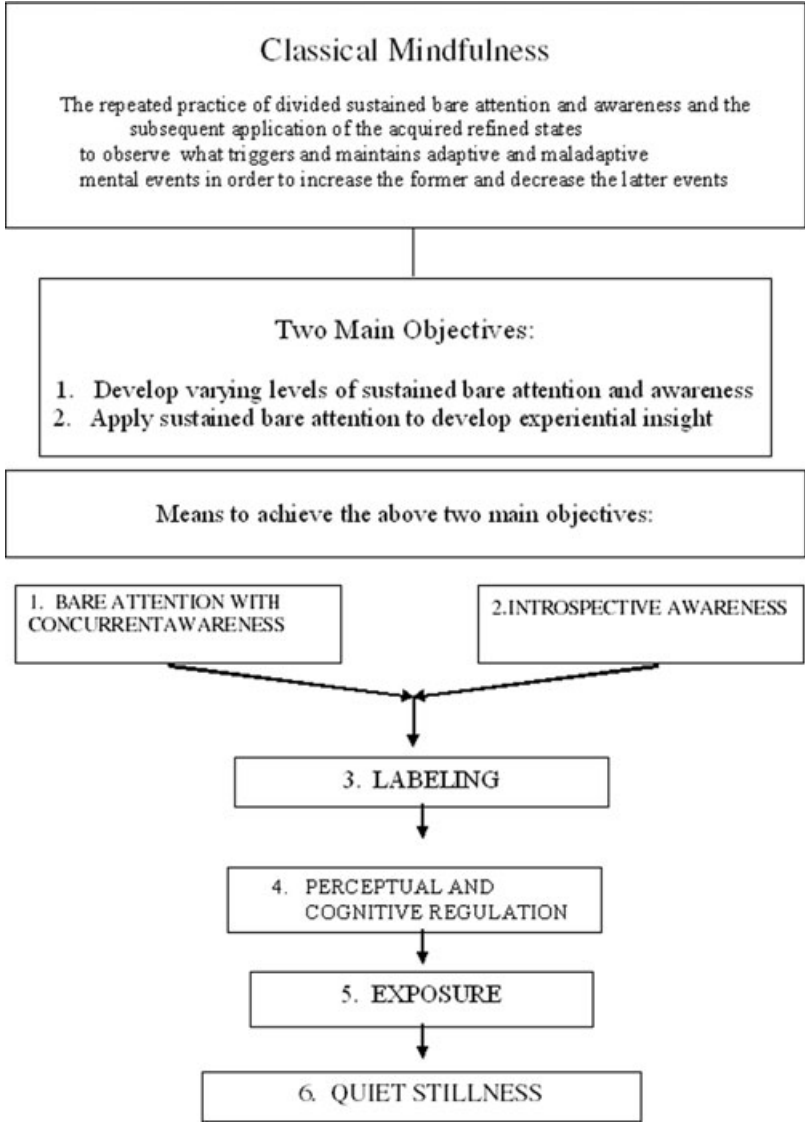 Classical Mindfulness
The repeated practice of divided sustained bare attention and awareness and the
subsequent application of the acquired refined states
to observe what triggers and maintains adaptive and maladaptive
mental events in order to increase the former and decrease the latter events
Two Main Objectives:
1. Develop varying levels of sustained bare attention and awareness
2. Apply sustained bare attention to develop experiential insight
Means to achieve the above two main objectives:
1. BARE ATTENTION WITH
CONCURRENTAWARENESS
2.INTROSPECTIVE AWARENESS
3. LABELING
4. PERCEPTUAL AND
COGNITIVE REGULATION
5. EXPOSURE
6. QUIET STILLNESS